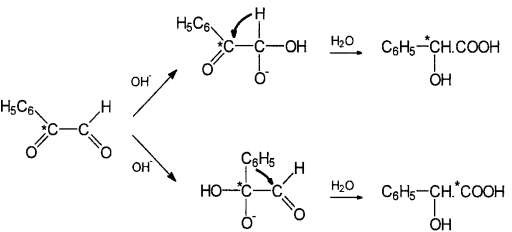 H5C6 H
*C C OH
O O-
H2O
C6H5 *CH.COOH
OH
OH-
H5C6 H
*C C
O O
OH-
C6H5 H
HO C* C
O- O
H2O
C6H5 CH.*COOH
OH